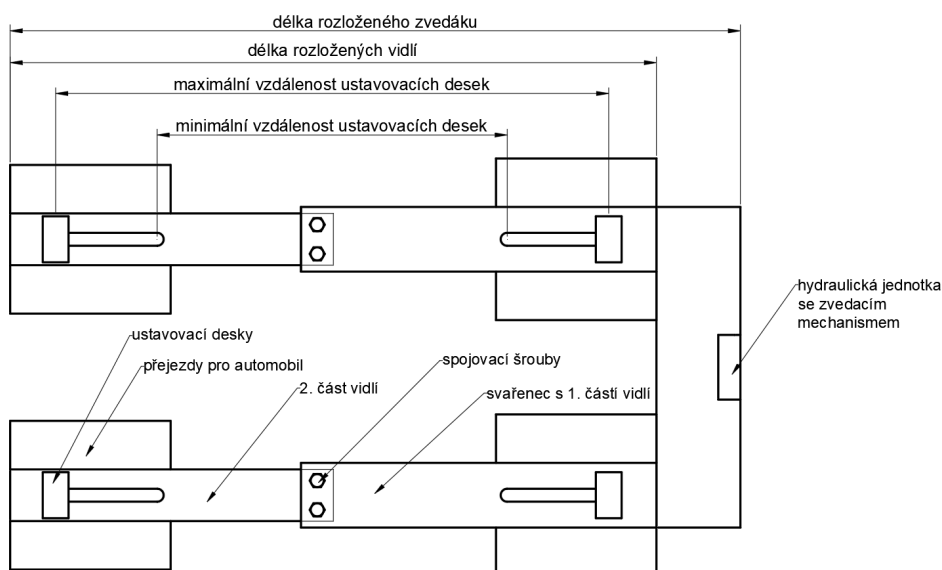 délka rozloženého zvedáku
délka rozložených vidlí
maximální vzdálenost ustavovacích desek
minimální vzdálenost ustavovacích desek
hydraulická jednotka
se zvedacím
mechanismem
ustavovací desky
přejezdy pro automobil
2. část vidlí
spojovací šrouby
svařenec s 1. částí vidlí